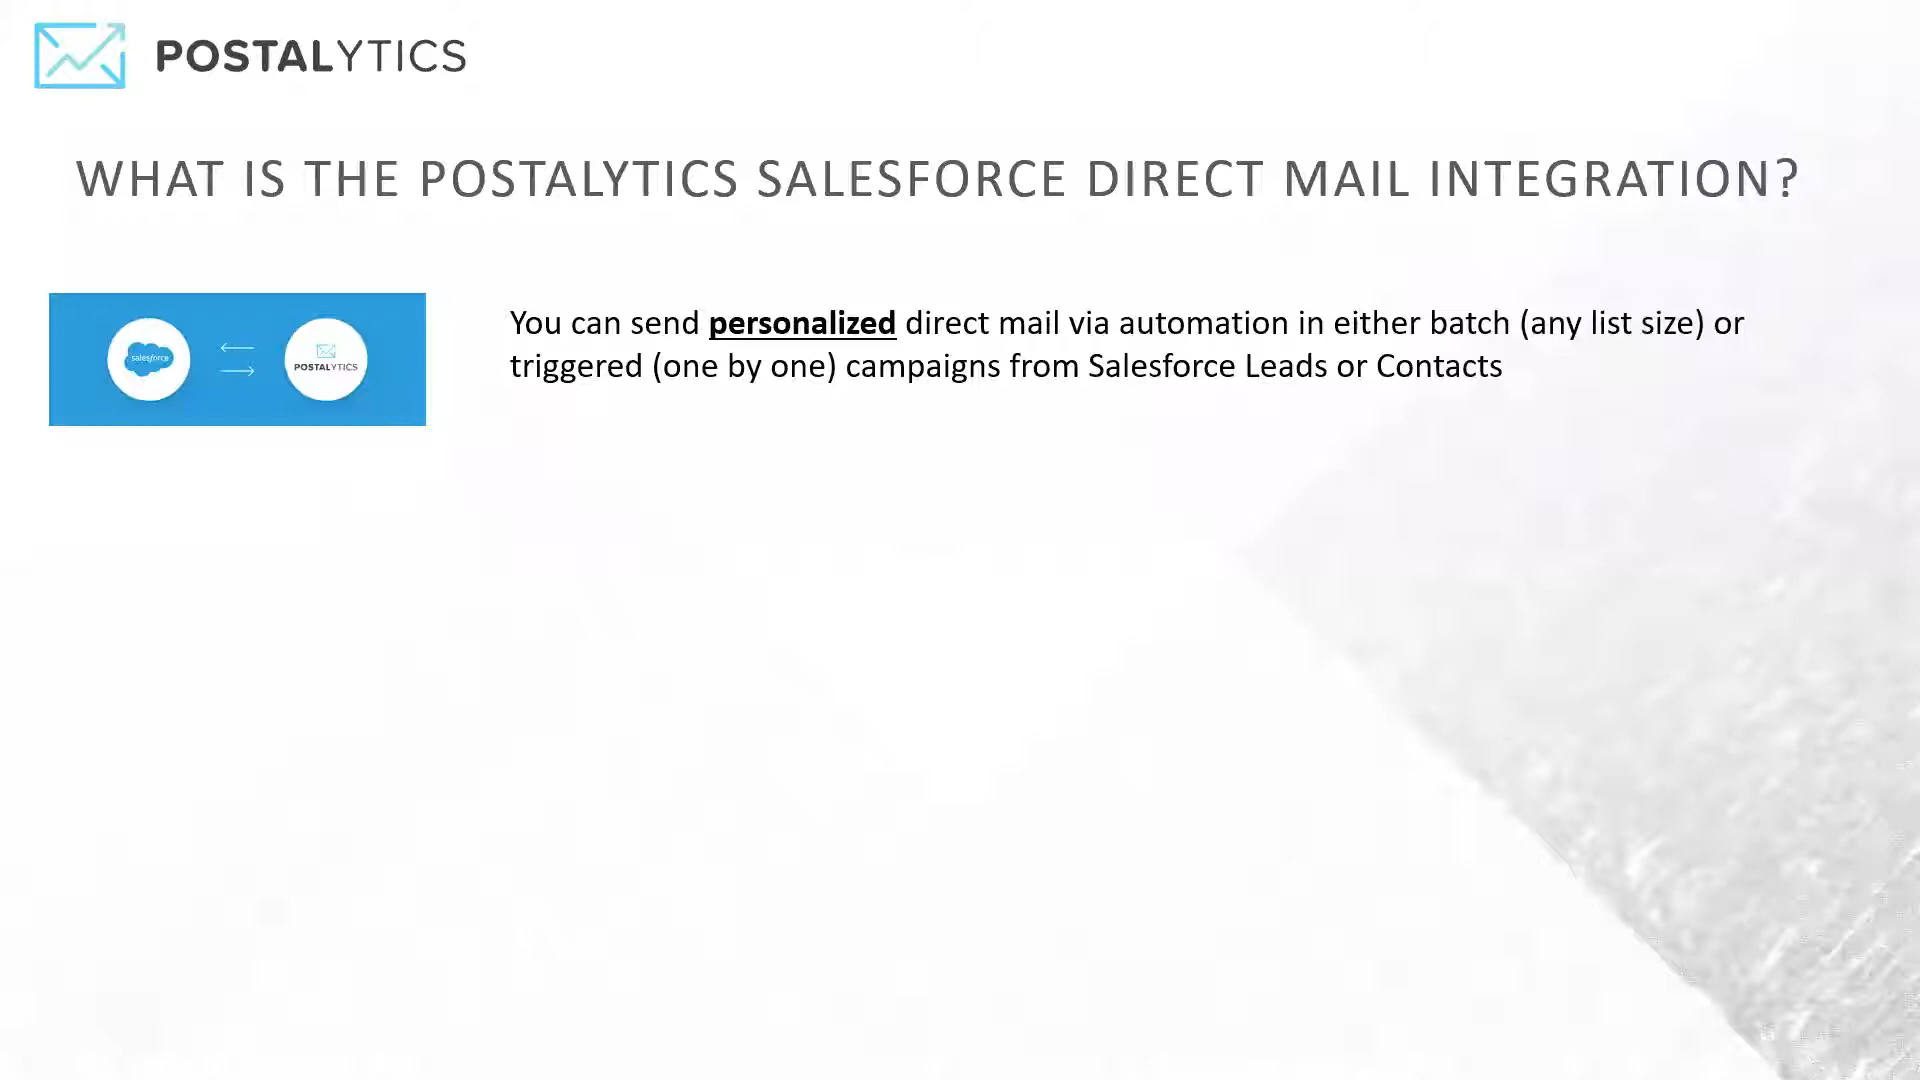 POSTALYTICS
WHAT IS THE POSTALYTICS SALESFORCE DIRECT MAIL INTEGRATION?
salesforce
POSTALYTICS
You can send personalized direct mail via automation in either batch (any list size) or
triggered (one by one) campaigns from Salesforce Leads or Contacts